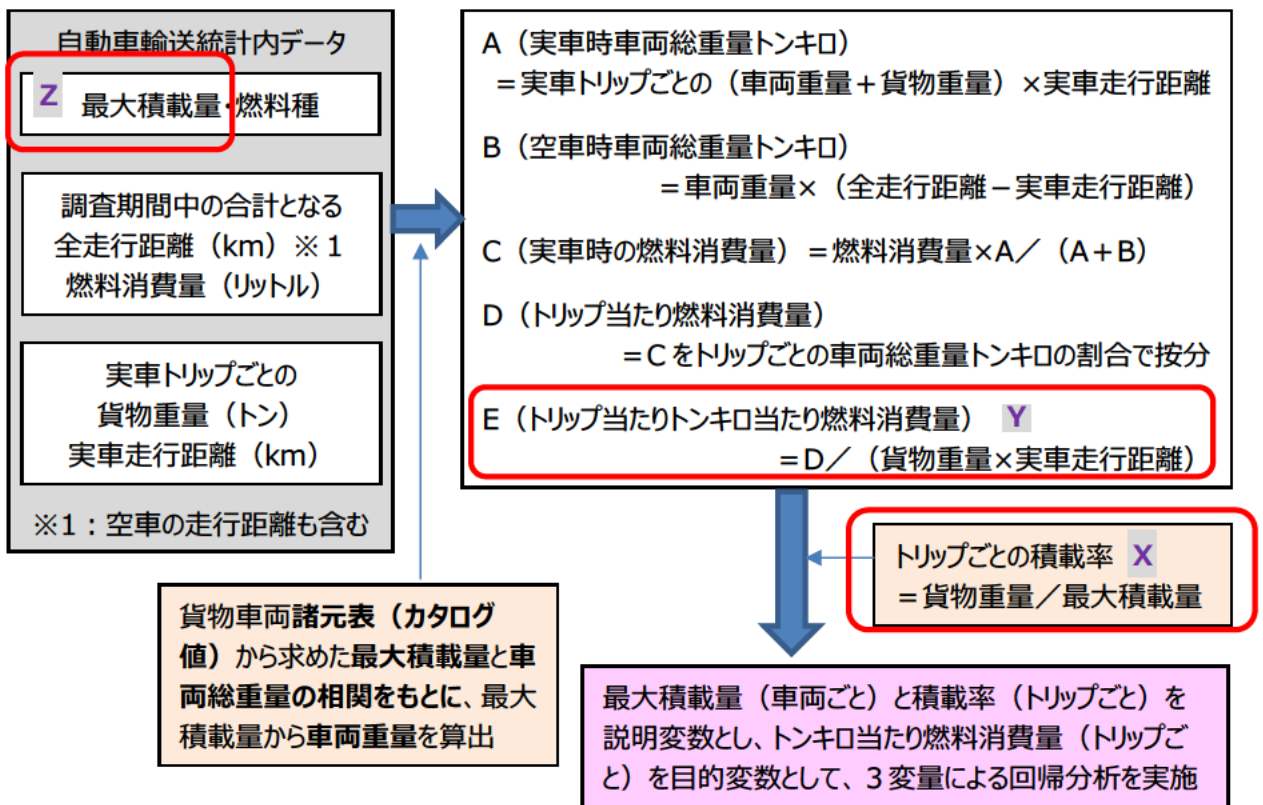 自動車輸送統計内データ
Z 最大積載量・燃料種
調査期間中の合計となる
全走行距離（km）※１
燃料消費量（リットル）
実車トリップごとの
貨物重量（トン）
実車走行距離（km）
※1：空車の走行距離も含む
A（実車時車両総重量トンキロ）
＝実車トリップごとの（車両重量＋貨物重量）×実車走行距離
B（空車時車両総重量トンキロ）
＝車両重量×（全走行距離－実車走行距離）
C（実車時の燃料消費量）＝燃料消費量×A／（A＋B）
D（トリップ当たり燃料消費量）
＝Cをトリップごとの車両総重量トンキロの割合で按分
E（トリップ当たりトンキロ当たり燃料消費量） Y
＝D／（貨物重量×実車走行距離）
トリップごとの積載率 X
＝貨物重量／最大積載量
貨物車両諸元表（カタログ
値）から求めた最大積載量と車
両総重量の相関をもとに、最大
積載量から車両重量を算出
最大積載量（車両ごと）と積載率（トリップごと）を
説明変数とし、トンキロ当たり燃料消費量（トリップご
と）を目的変数として、３変量による回帰分析を実施